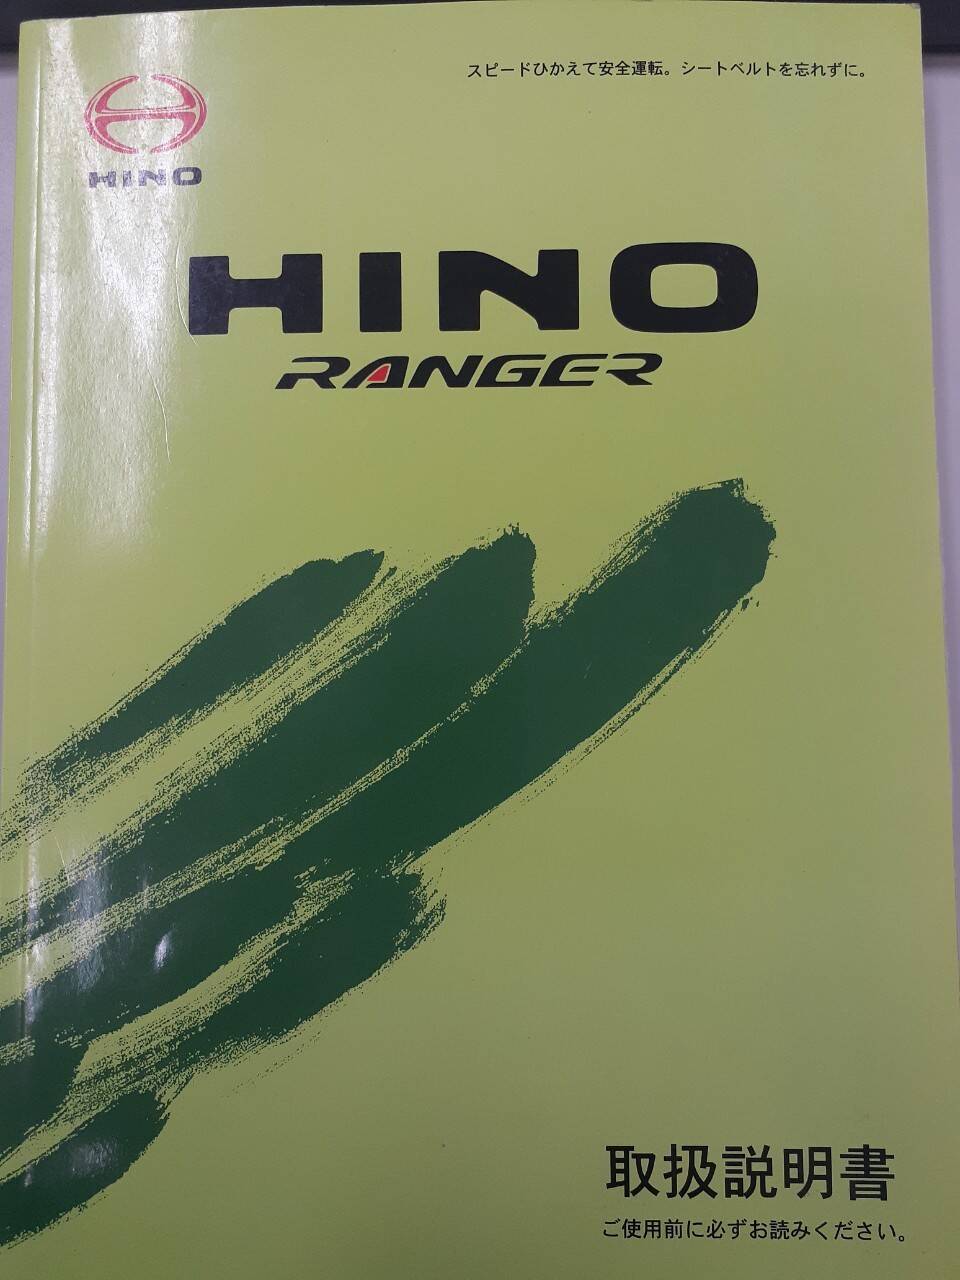 スピードひかえて安全運転。シートベルトを忘れずに。
HINO
HINO
RANGER
取扱説明書
ご使用前に必ずお読みください。